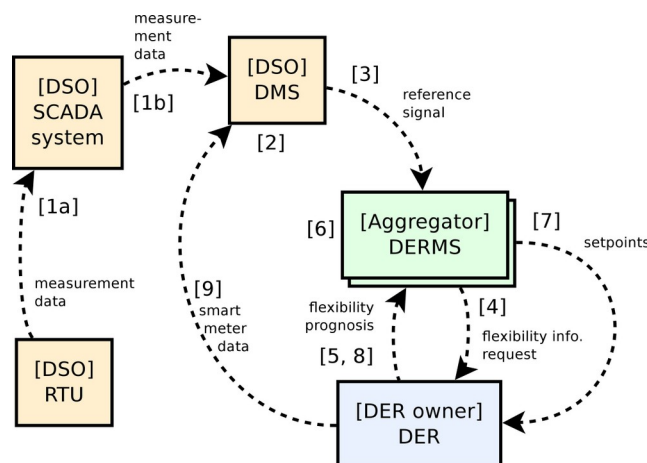 measure-
ment
data
[DSO]
SCADA
system
[1b]
[DSO]
DMS
[3]
[2]
reference
signal
[1a]
[6]
[Aggregator]
DERMS
[7]
setpoints
measurement
data
[9]
smart
meter
data
flexibility
prognosis
[5, 8]
[4]
flexibility info.
request
[DSO]
RTU
[DER owner]
DER